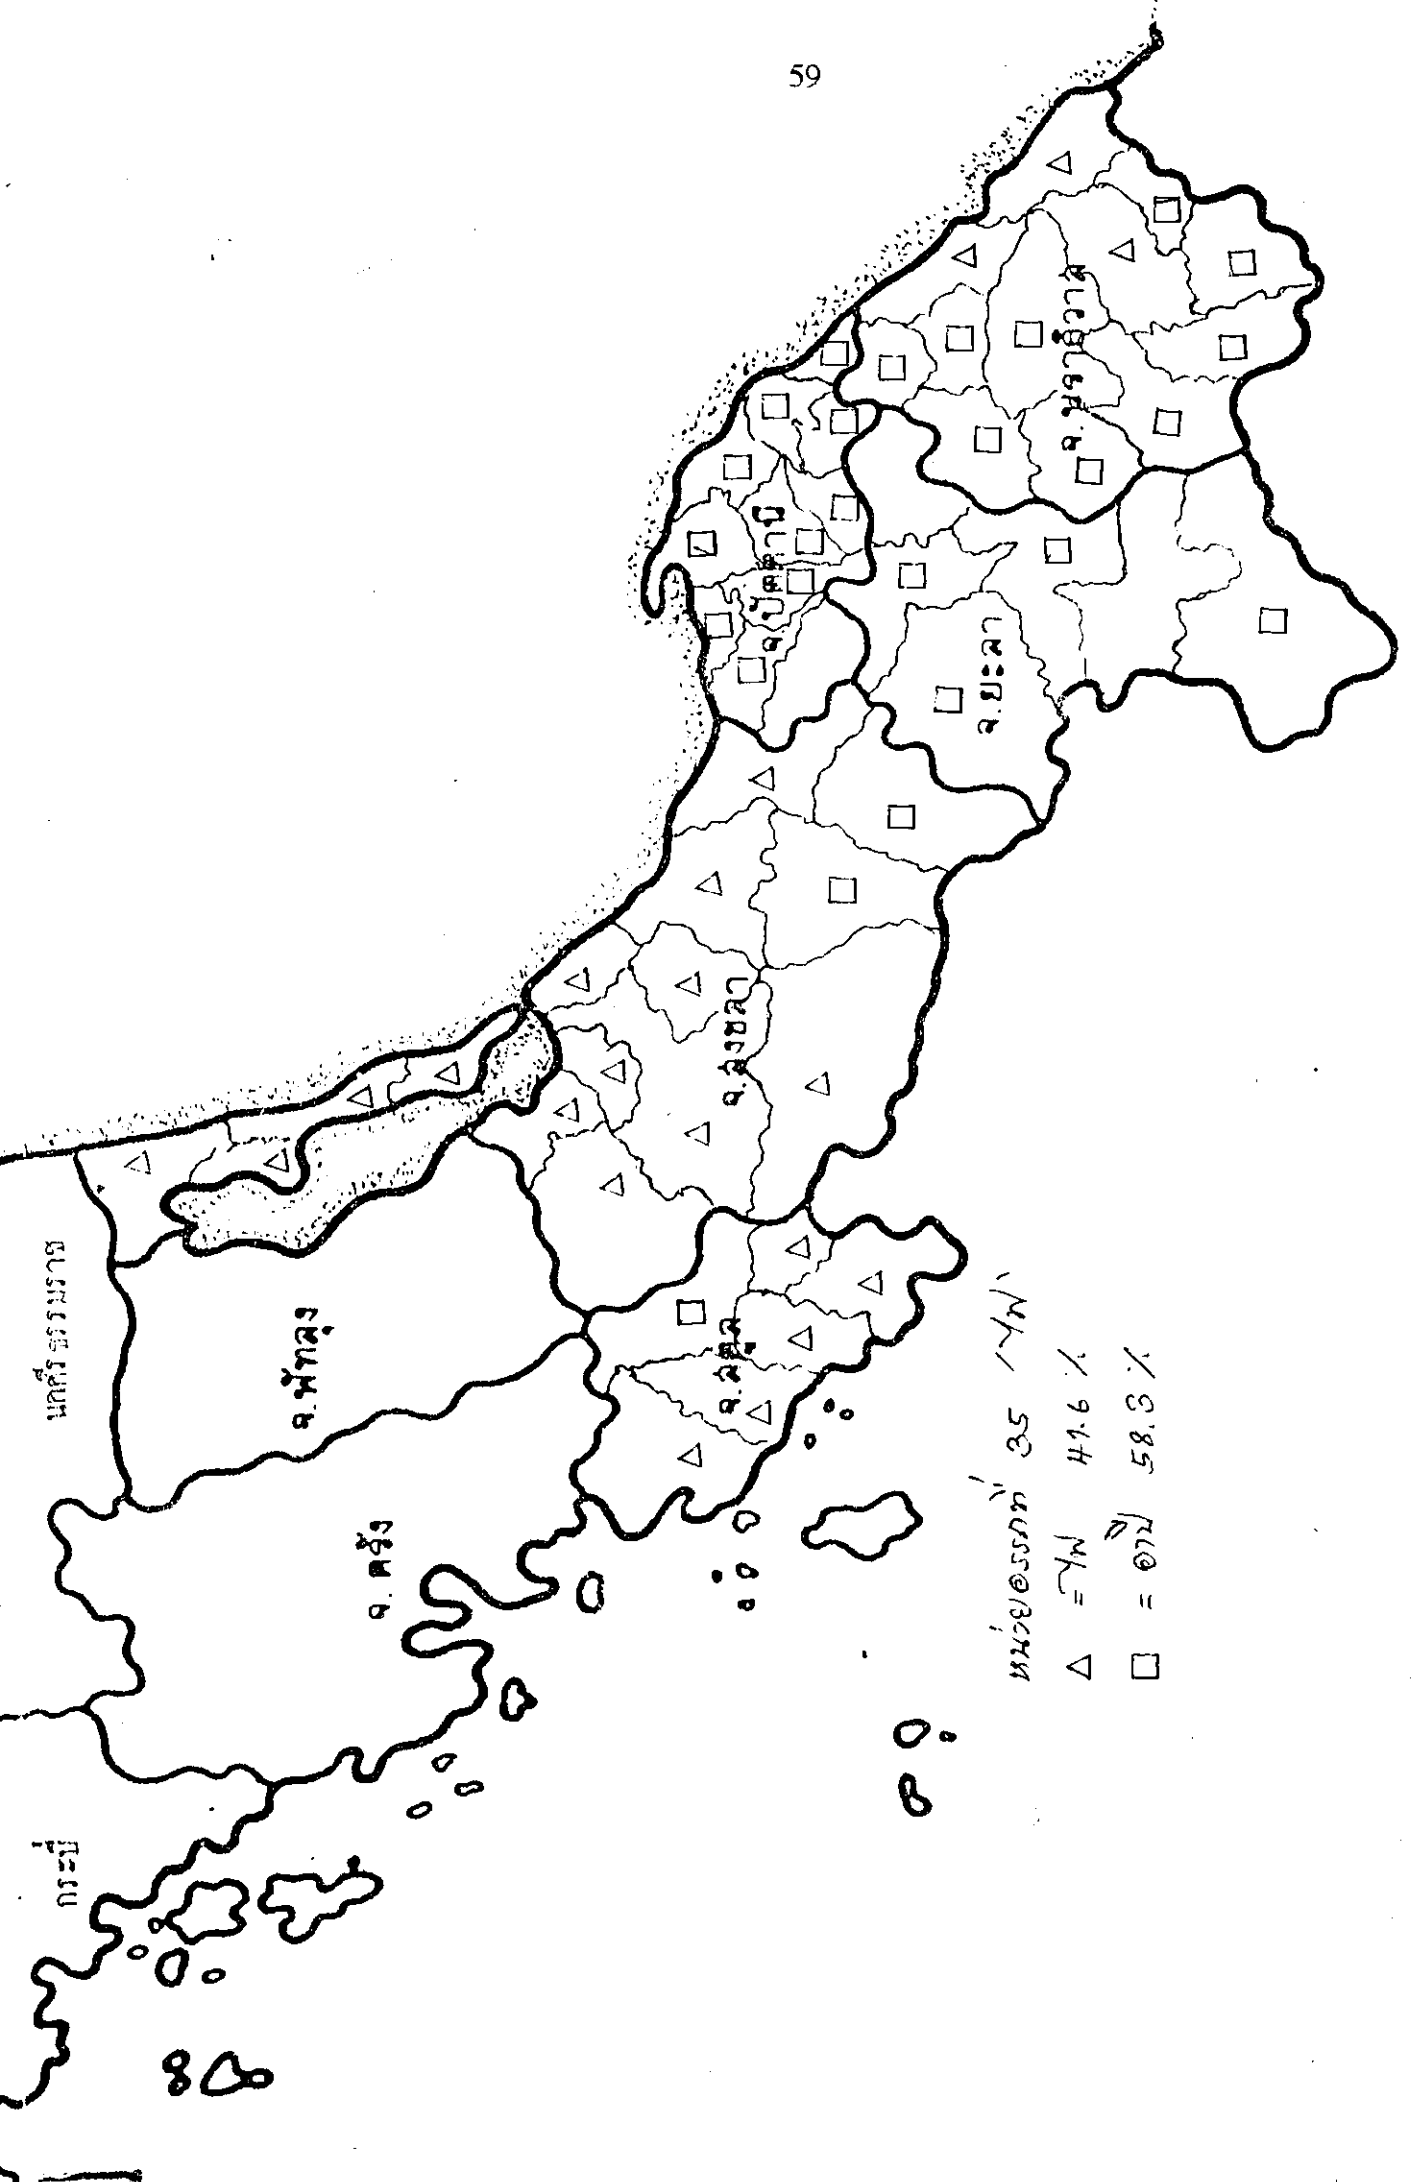 59
นครศรีธรรมราช
จ.พัทลุง
จ.ตรัง
กระบี่
จ.สงขลา
จ.สตูล
จ.ปัตตานี
จ.ยะลา
จ.นราธิวาส
หน่วยอรรถที่ 35 /ไฟ/
△ = ไฟ 41.6 %
□ = อาปี 58.3 %